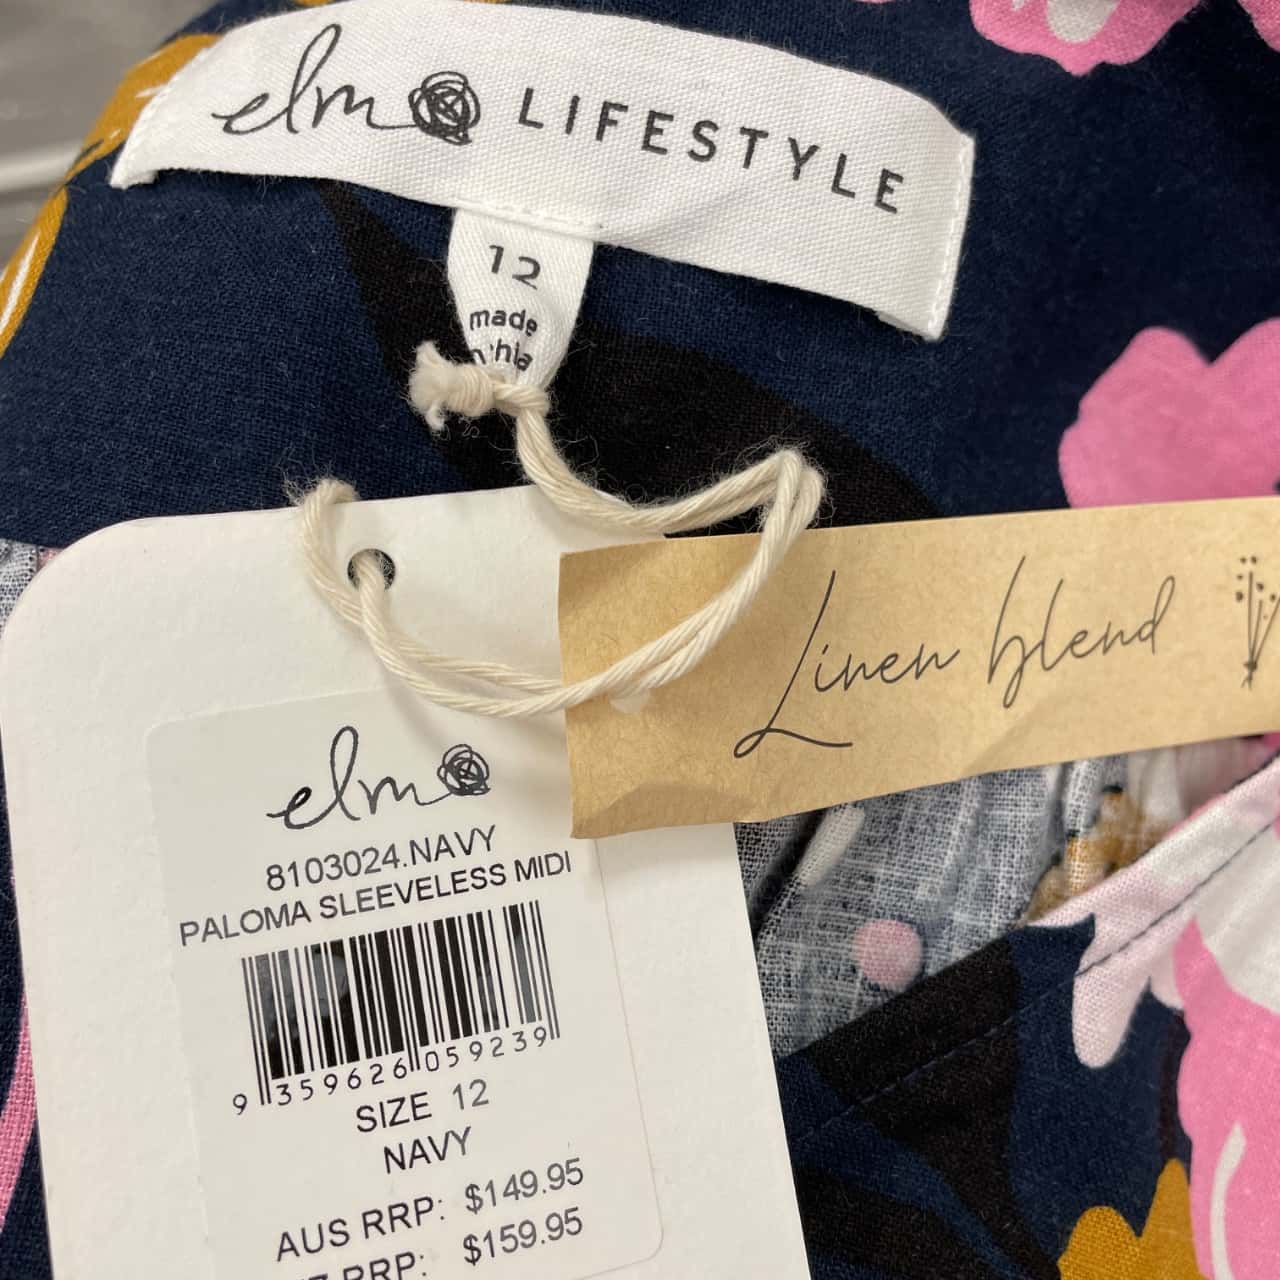 elm LIFESTYLE
12
made
Linen blend
elm
8103024.NAVY
PALOMA SLEEVELESS MIDI
9 359626 059239
SIZE 12
NAVY
AUS RRP: $149.95
RRP: $159.95